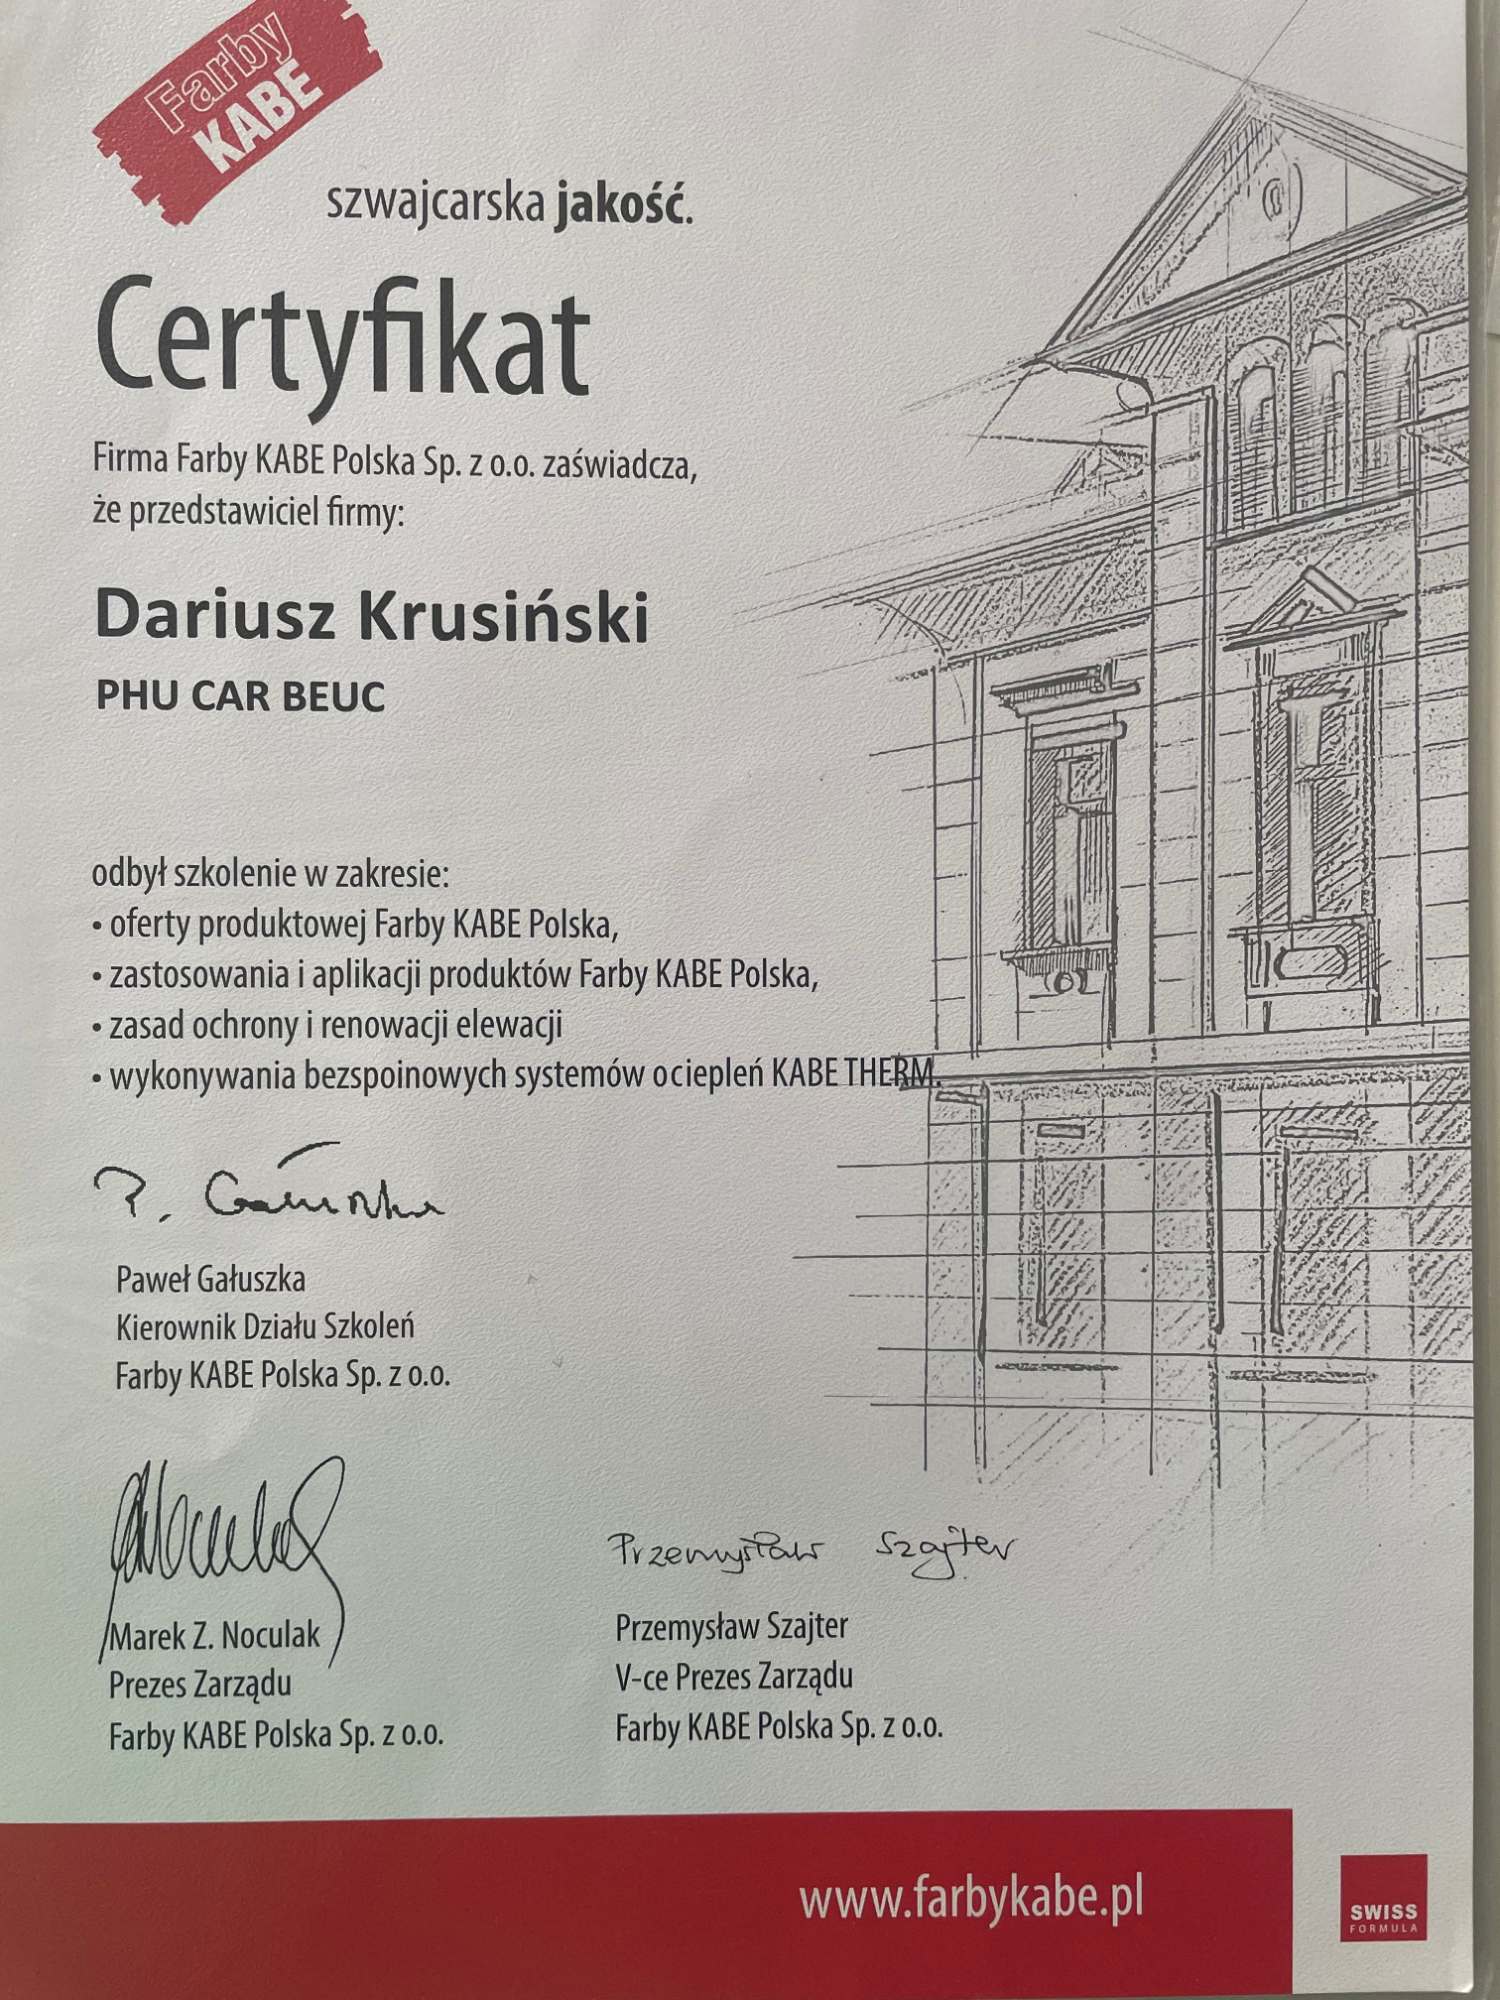 Farby
KABE
szwajcarska jakość.
Certyfikat
Firma Farby KABE Polska Sp. z o.o. zaświadcza,
że przedstawiciel firmy:
Dariusz Krusiński
PHU CAR BEUC
odbył szkolenie w zakresie:
• oferty produktowej Farby KABE Polska,
• zastosowania i aplikacji produktów Farby KABE Polska,
• zasad ochrony i renowacji elewacji
• wykonywania bezspoinowych systemów ociepleń KABE THERM.
Paweł Gałuszka
Kierownik Działu Szkoleń
Farby KABE Polska Sp. z o.o.
Marek Z. Noculak
Prezes Zarządu
Farby KABE Polska Sp. z o.o.
Przemysław Szajter
Przemysław Szajter
V-ce Prezes Zarządu
Farby KABE Polska Sp. z o.o.
www.farbykabe.pl
SWISS
FORMULA